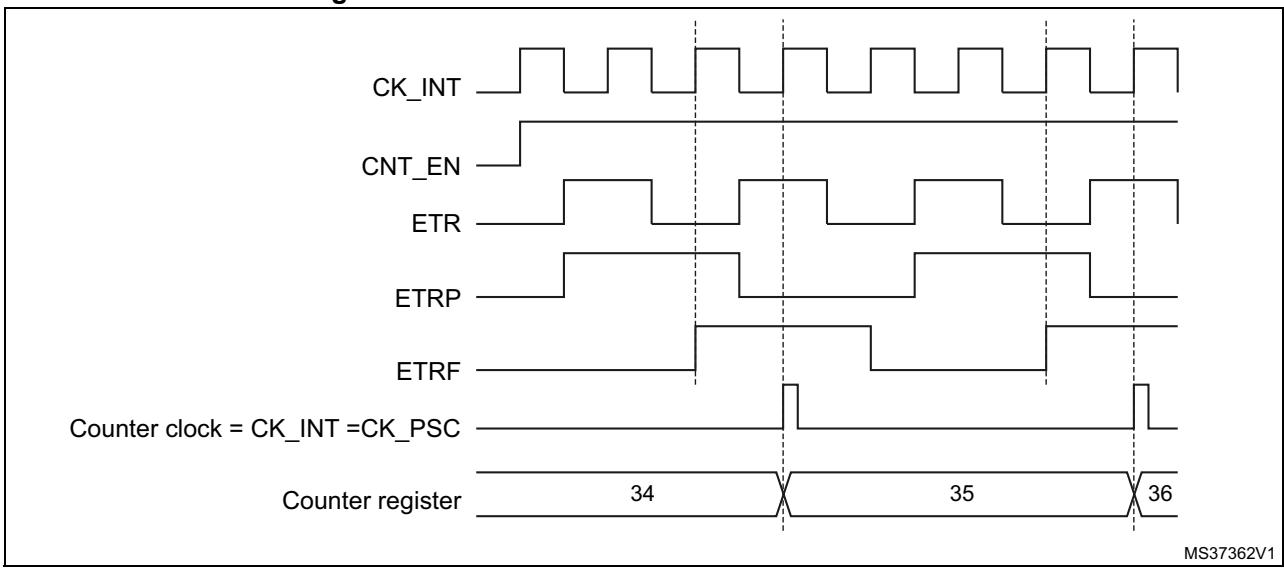 CK_INT
CNT_EN
ETR
ETRP
ETRF
Counter clock = CK_INT =CK_PSC
Counter register 34 35 36
MS37362V1